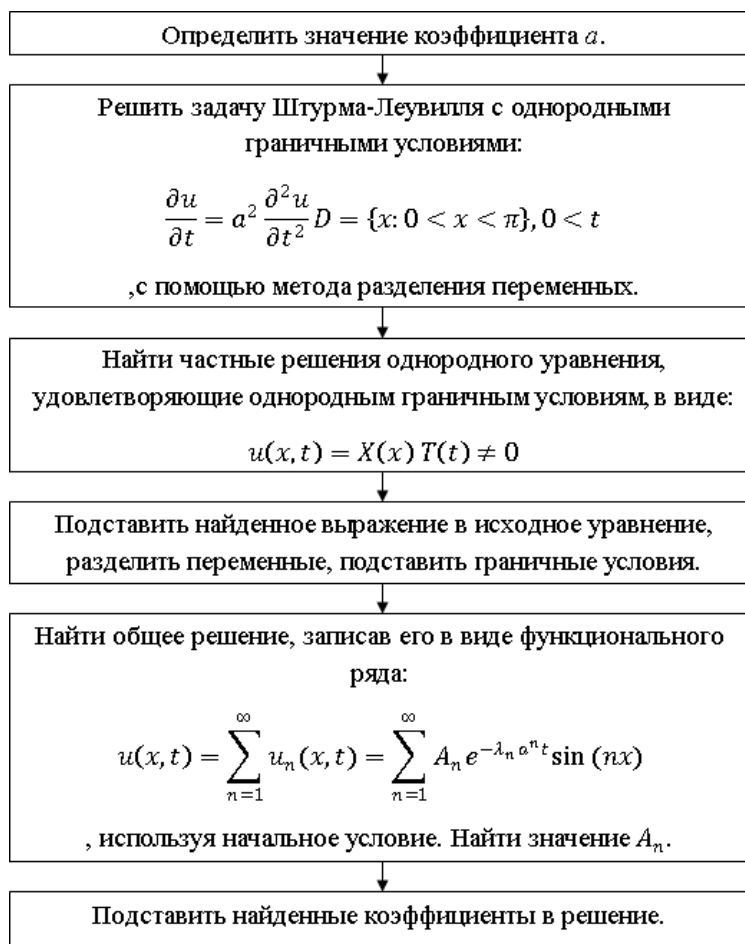 Определить значение коэффициента a.
Решить задачу Штурма-Леувилля с однородными
граничными условиями:
∂u/∂t = a² ∂²u/∂t² D = {x: 0 < x < π}, 0 < t
,с помощью метода разделения переменных.
Найти частные решения однородного уравнения,
удовлетворяющие однородным граничным условиям, в виде:
u(x, t) = X(x) T(t) ≠ 0
Подставить найденное выражение в исходное уравнение,
разделить переменные, подставить граничные условия.
Найти общее решение, записав его в виде функционального
ряда:
u(x, t) = ∑_{n=1}^{∞} u_n(x, t) = ∑_{n=1}^{∞} A_n e^{−λ_n a^n t} sin (nx)
, используя начальное условие. Найти значение A_n.
Подставить найденные коэффициенты в решение.